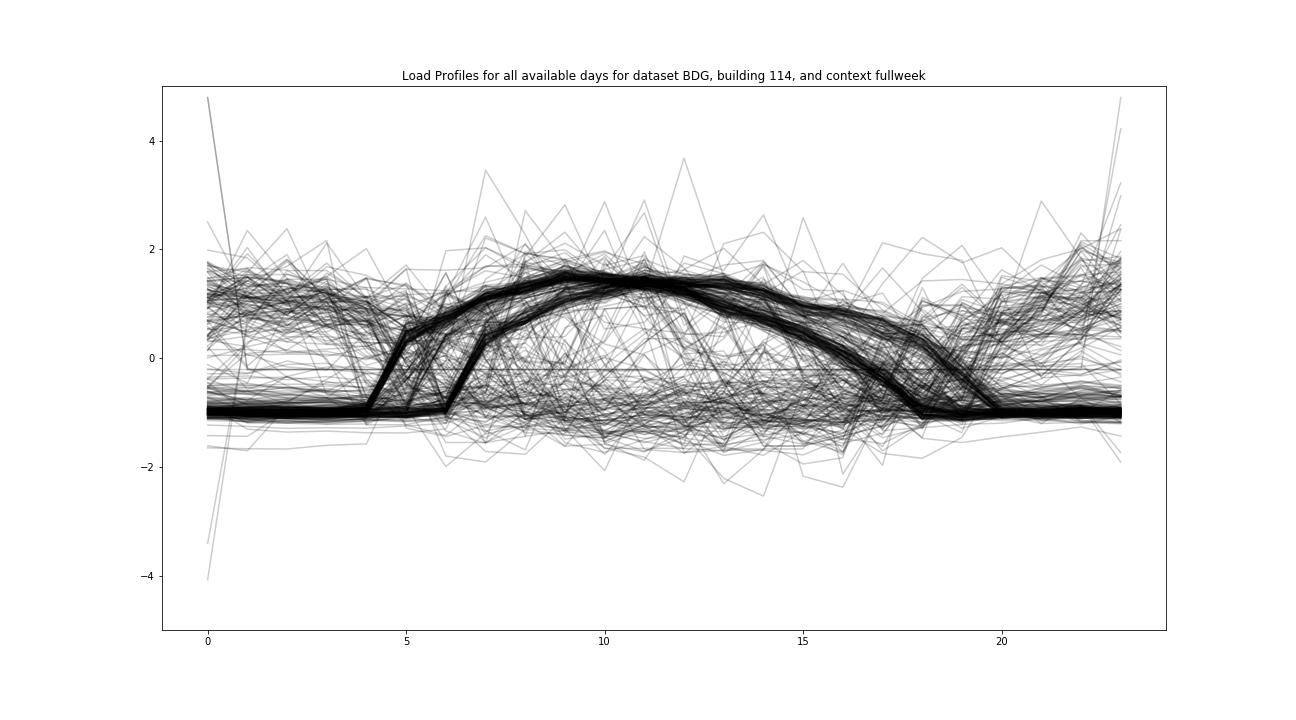 Load Profiles for all available days for dataset BDG, building 114, and context fullweek
4
2
0
−2
−4
0 5 10 15 20